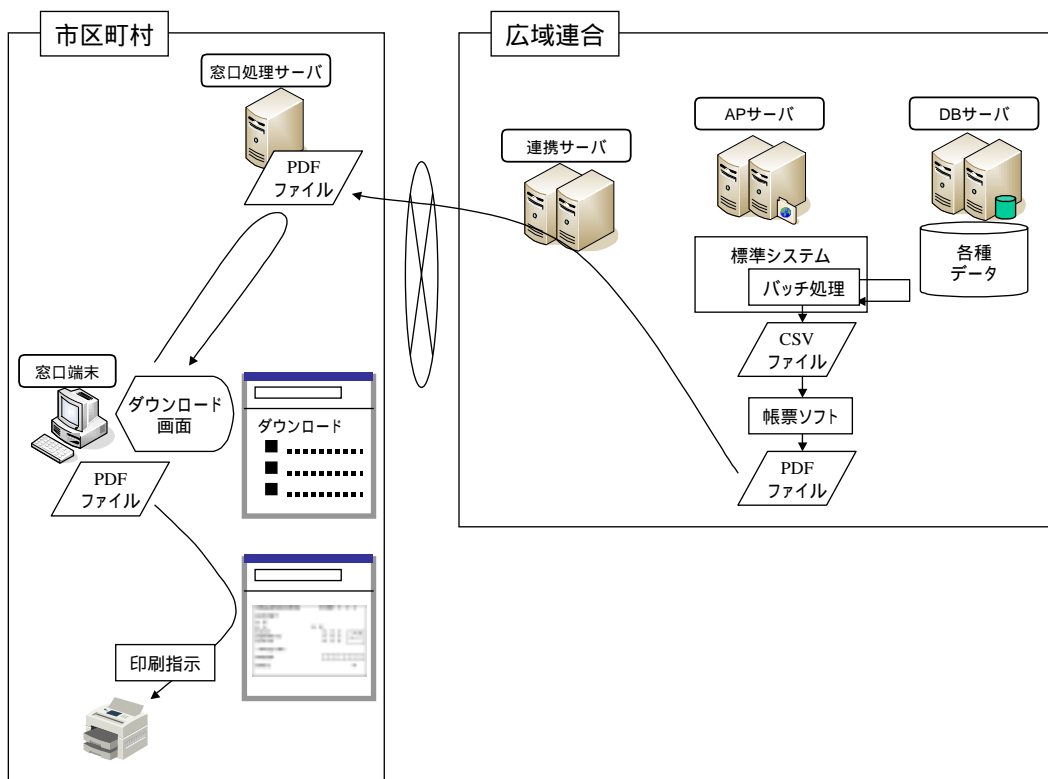 市区町村
窓口処理サーバ
PDF
ファイル
窓口端末
ダウンロード
画面
PDF
ファイル
ダウンロード
印刷指示
広域連合
連携サーバ
APサーバ
DBサーバ
標準システム
バッチ処理
各種
データ
CSV
ファイル
帳票ソフト
PDF
ファイル